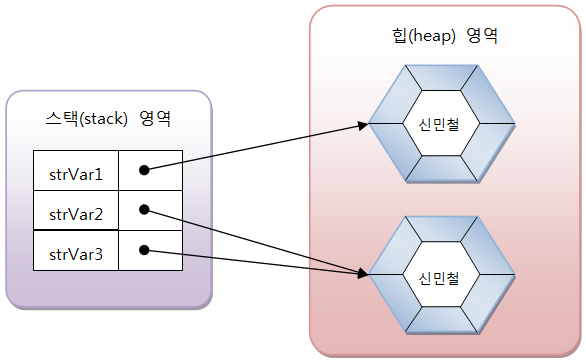 힙(heap) 영역
신민철
스택(stack) 영역
strVar1
strVar2
strVar3
신민철